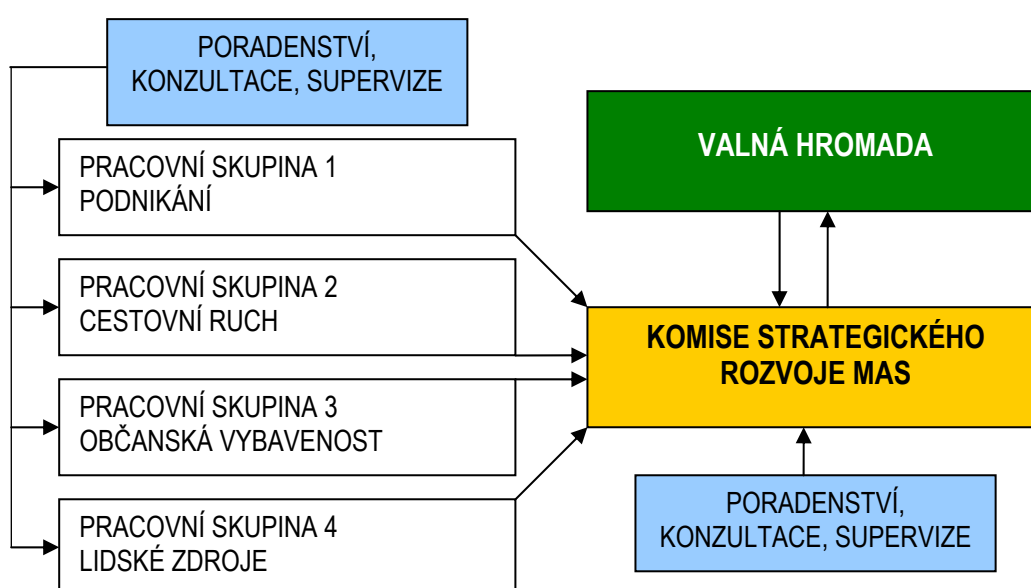 PORADENSTVÍ,
KONZULTACE, SUPERVIZE
VALNÁ HROMADA
PRACOVNÍ SKUPINA 1
PODNIKÁNÍ
PRACOVNÍ SKUPINA 2
CESTOVNÍ RUCH
KOMISE STRATEGICKÉHO
ROZVOJE MAS
PRACOVNÍ SKUPINA 3
OBČANSKÁ VYBAVENOST
PRACOVNÍ SKUPINA 4
LIDSKÉ ZDROJE
PORADENSTVÍ,
KONZULTACE, SUPERVIZE